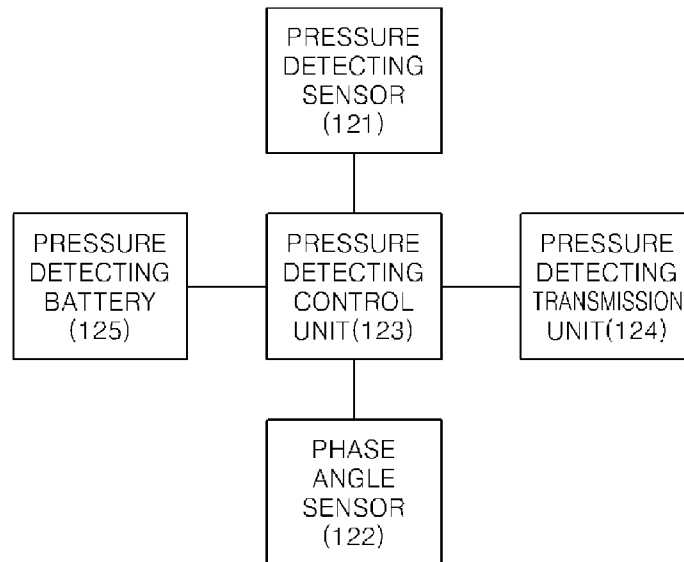 PRESSURE
DETECTING
SENSOR
(121)
PRESSURE
DETECTING
BATTERY
(125)
PRESSURE
DETECTING
CONTROL
UNIT(123)
PRESSURE
DETECTING
TRANSMISSION
UNIT(124)
PHASE
ANGLE
SENSOR
(122)